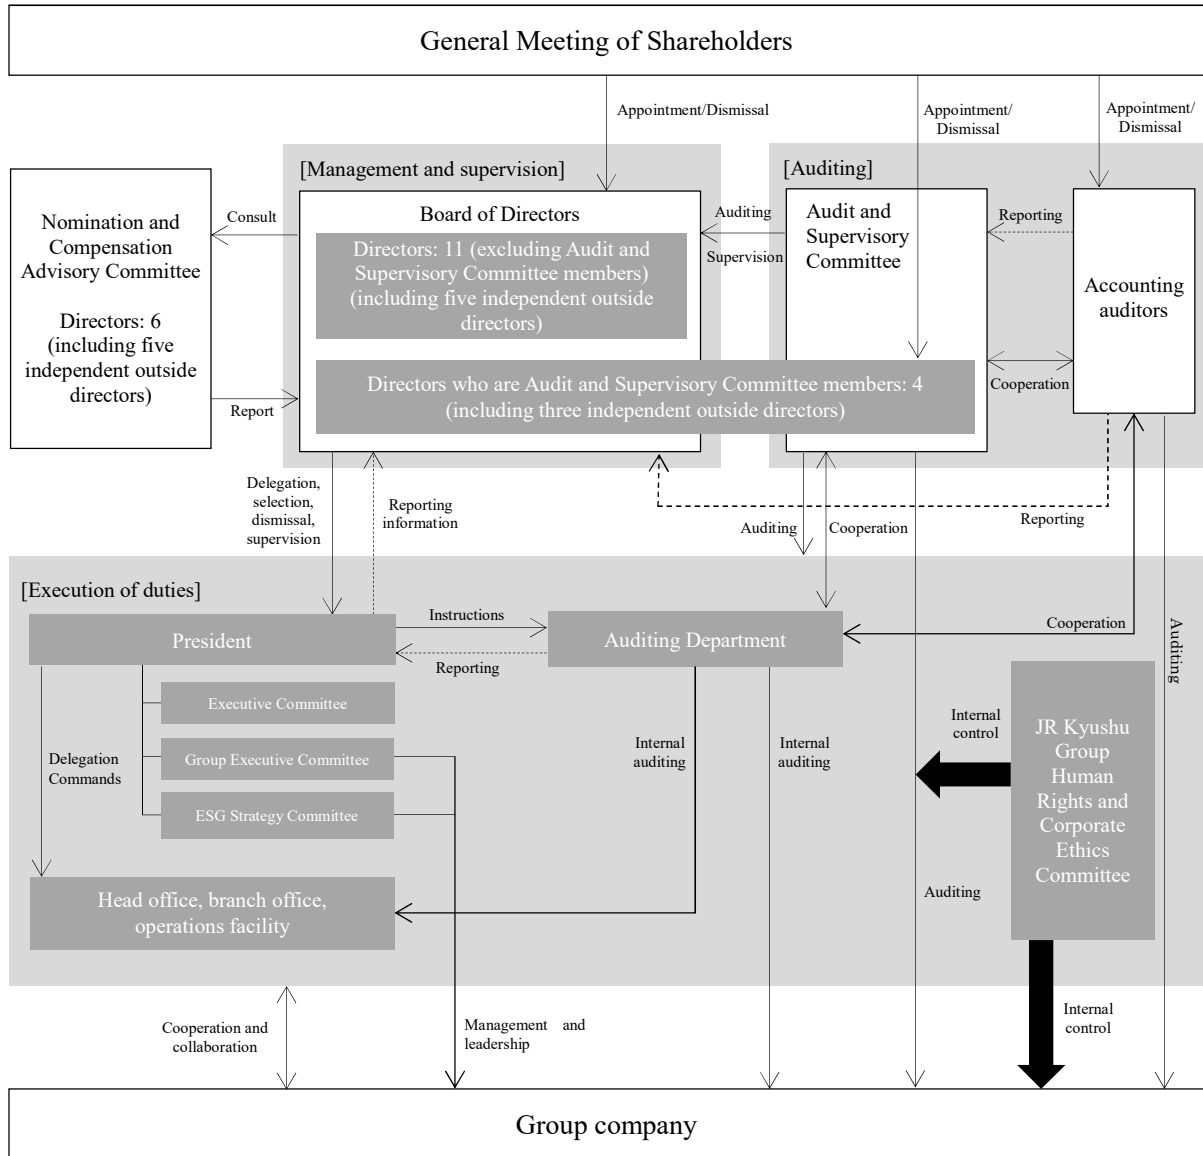 General Meeting of Shareholders
Appointment/Dismissal
Appointment/
Dismissal
Appointment/
Dismissal
[Management and supervision]
[Auditing]
Nomination and
Compensation
Advisory Committee
Directors: 6
(including five
independent outside
directors)
Consult
Report
Board of Directors
Directors: 11 (excluding Audit and
Supervisory Committee members)
(including five independent outside
directors)
Auditing
Supervision
Audit and
Supervisory
Committee
Reporting
Accounting
auditors
Directors who are Audit and Supervisory Committee members: 4
(including three independent outside directors)
Cooperation
Delegation,
selection,
dismissal,
supervision
Reporting
information
Auditing
Cooperation
Reporting
[Execution of duties]
President
Instructions
Reporting
Auditing Department
Cooperation
Auditing
Executive Committee
Group Executive Committee
ESG Strategy Committee
Delegation
Commands
Internal
auditing
Internal
auditing
Internal
control
JR Kyushu
Group
Human
Rights and
Corporate
Ethics
Committee
Head office, branch office,
operations facility
Auditing
Cooperation and
collaboration
Management and
leadership
Internal
control
Group company